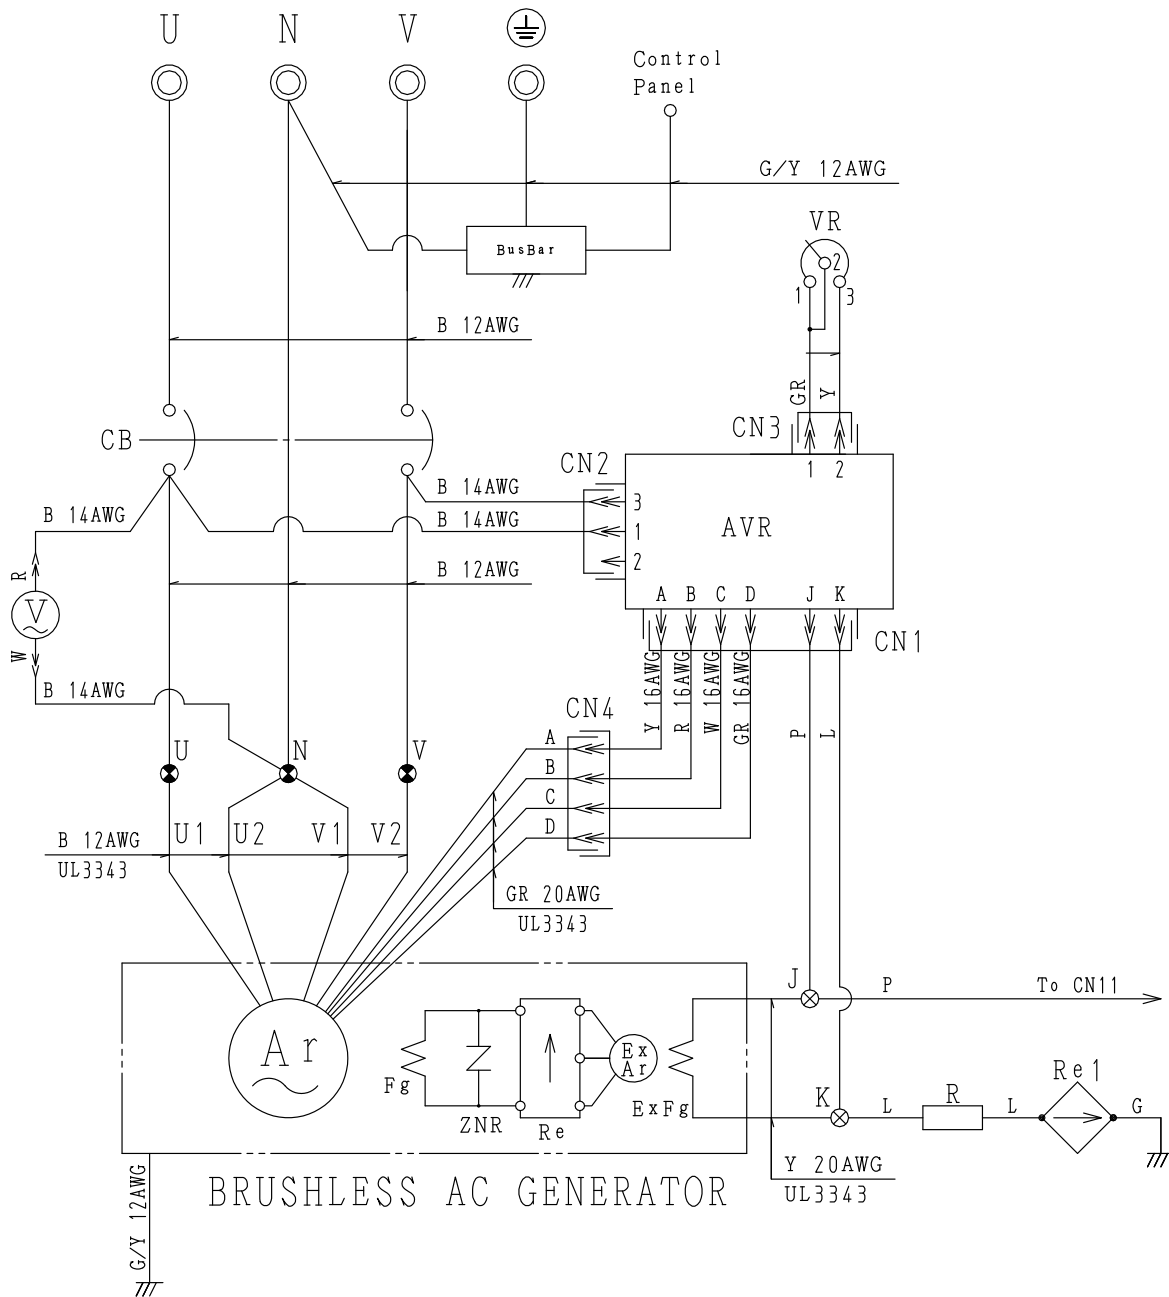 U N V
Control
Panel
G/Y 12AWG
VR
BusBar
2
1 3
B 12AWG
GR Y
CB
CN3
1 2
CN2
B 14AWG
3
B 14AWG
B 14AWG
1
AVR
2
B 12AWG
R
V
W
A B C D J K
CN1
B 14AWG
Y 16AWG
R 16AWG
W 16AWG
GR 16AWG
P
L
CN4
U N V
A
B
C
D
B 12AWG
UL3343
U1 U2 V1 V2
GR 20AWG
UL3343
J P To CN11
Ar
Fg
ZNR
Re
Ex
Ar
ExFg
K L R L Re1 G
Y 20AWG
UL3343
G/Y 12AWG
BRUSHLESS AC GENERATOR